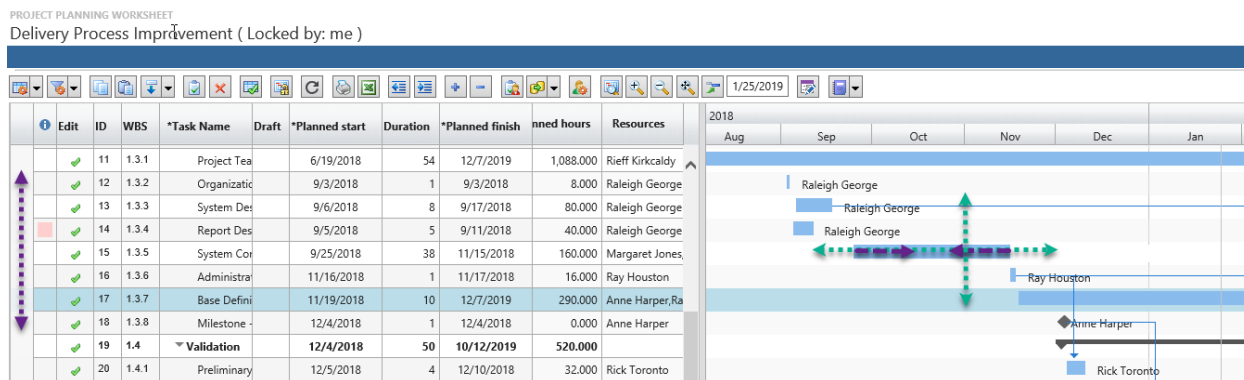 PROJECT PLANNING WORKSHEET
Delivery Process Improvement ( Locked by: me )
1/25/2019
Edit ID WBS *Task Name Draft *Planned start Duration *Planned finish nned hours Resources
2018
Aug Sep Oct Nov Dec Jan
11 1.3.1 Project Tea 6/19/2018 54 12/7/2019 1,088.000 Rieff Kirkcaldy
12 1.3.2 Organizatic 9/3/2018 1 9/3/2018 8.000 Raleigh George Raleigh George
13 1.3.3 System Des 9/6/2018 8 9/17/2018 80.000 Raleigh George Raleigh George
14 1.3.4 Report Des 9/5/2018 5 9/11/2018 40.000 Raleigh George Raleigh George
15 1.3.5 System Cor 9/25/2018 38 11/15/2018 160.000 Margaret Jones,
16 1.3.6 Administrat 11/16/2018 1 11/17/2018 16.000 Ray Houston Ray Houston
17 1.3.7 Base Defini 11/19/2018 10 12/7/2019 290.000 Anne Harper,Ra
18 1.3.8 Milestone - 12/4/2018 1 12/4/2018 0.000 Anne Harper Anne Harper
19 1.4 Validation 12/4/2018 50 10/12/2019 520.000
20 1.4.1 Preliminary 12/5/2018 4 12/10/2018 32.000 Rick Toronto Rick Toronto